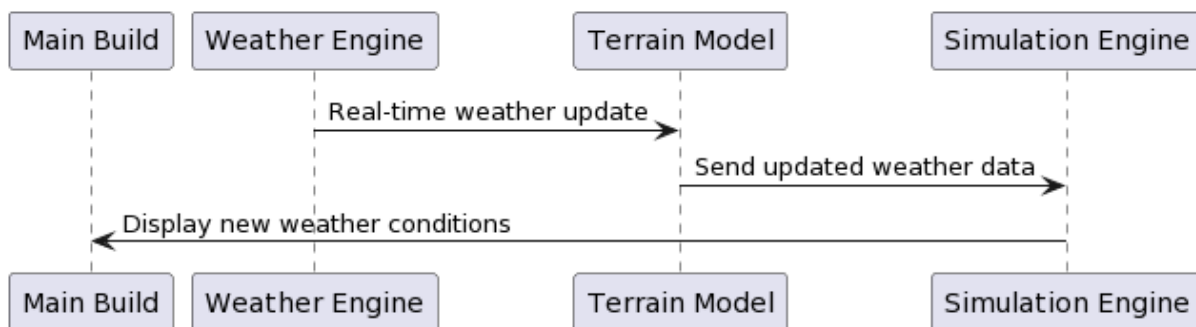 Main Build
Weather Engine
Terrain Model
Simulation Engine
Real-time weather update
Send updated weather data
Display new weather conditions
Main Build
Weather Engine
Terrain Model
Simulation Engine